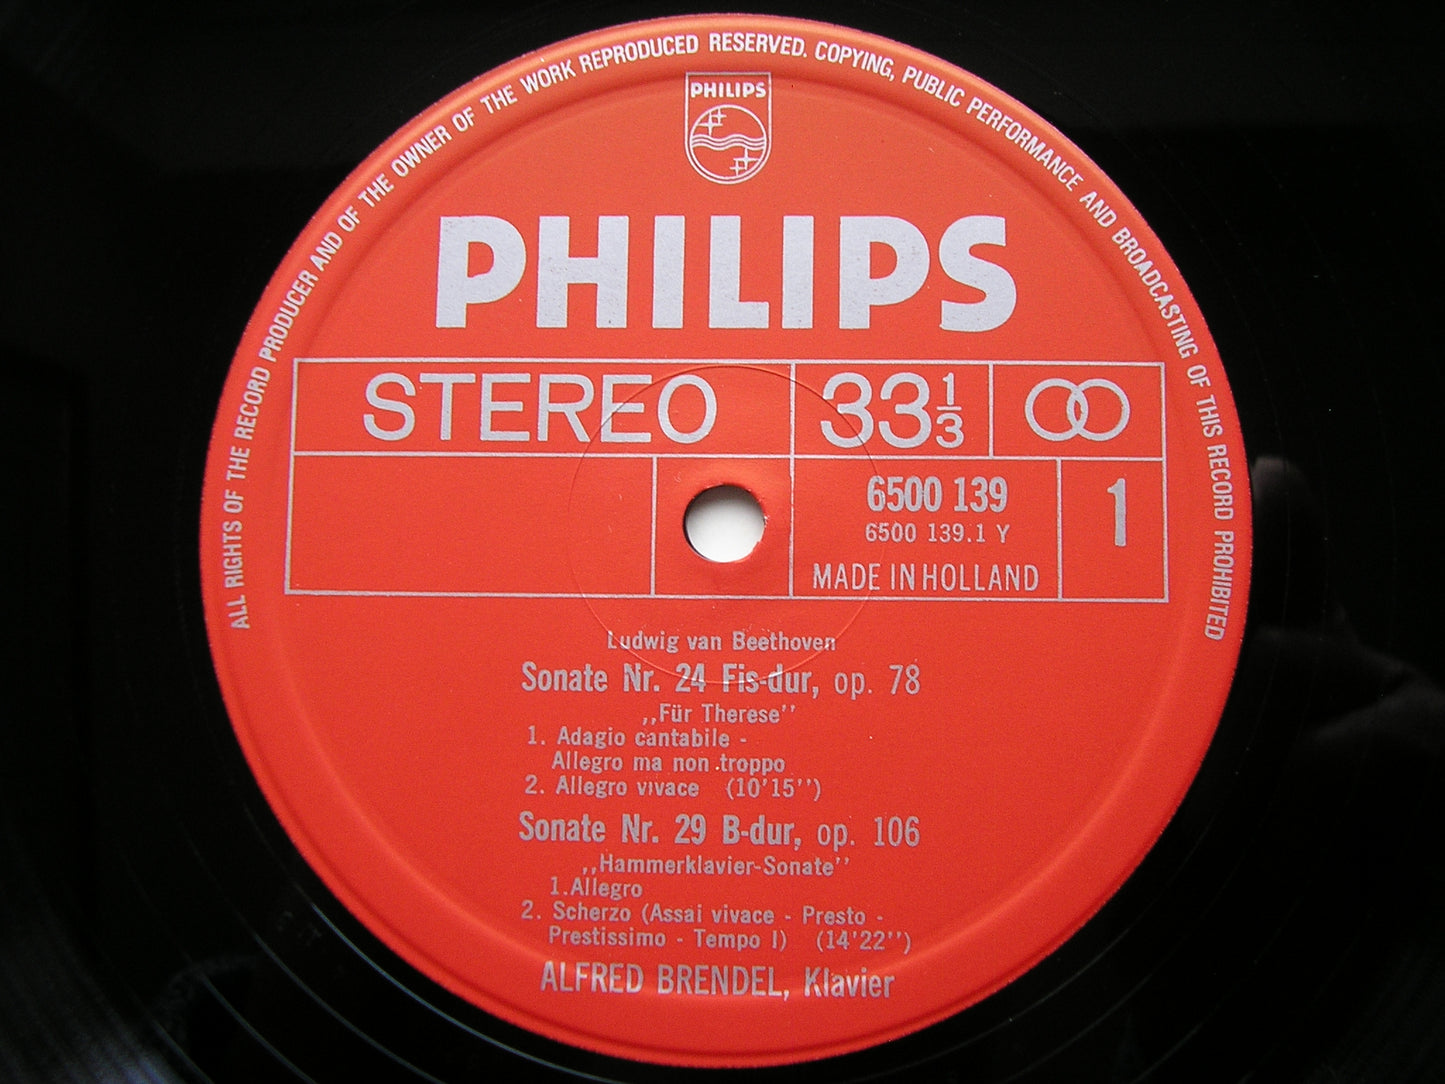 ALL RIGHTS OF THE RECORD PRODUCER AND OF THE OWNER OF THE WORK REPRODUCED RESERVED. COPYING, PUBLIC PERFORMANCE AND BROADCASTING OF THIS RECORD PROHIBITED
PHILIPS
PHILIPS
STEREO 33 1/3
6500 139 1
6500 139.1 Y
MADE IN HOLLAND
Ludwig van Beethoven
Sonate Nr. 24 Fis-dur, op. 78
,,Für Therese''
1. Adagio cantabile -
Allegro ma non troppo
2. Allegro vivace (10'15'')
Sonate Nr. 29 B-dur, op. 106
,,Hammerklavier-Sonate''
1.Allegro
2. Scherzo (Assai vivace - Presto -
Prestissimo - Tempo I) (14'22'')
ALFRED BRENDEL, Klavier